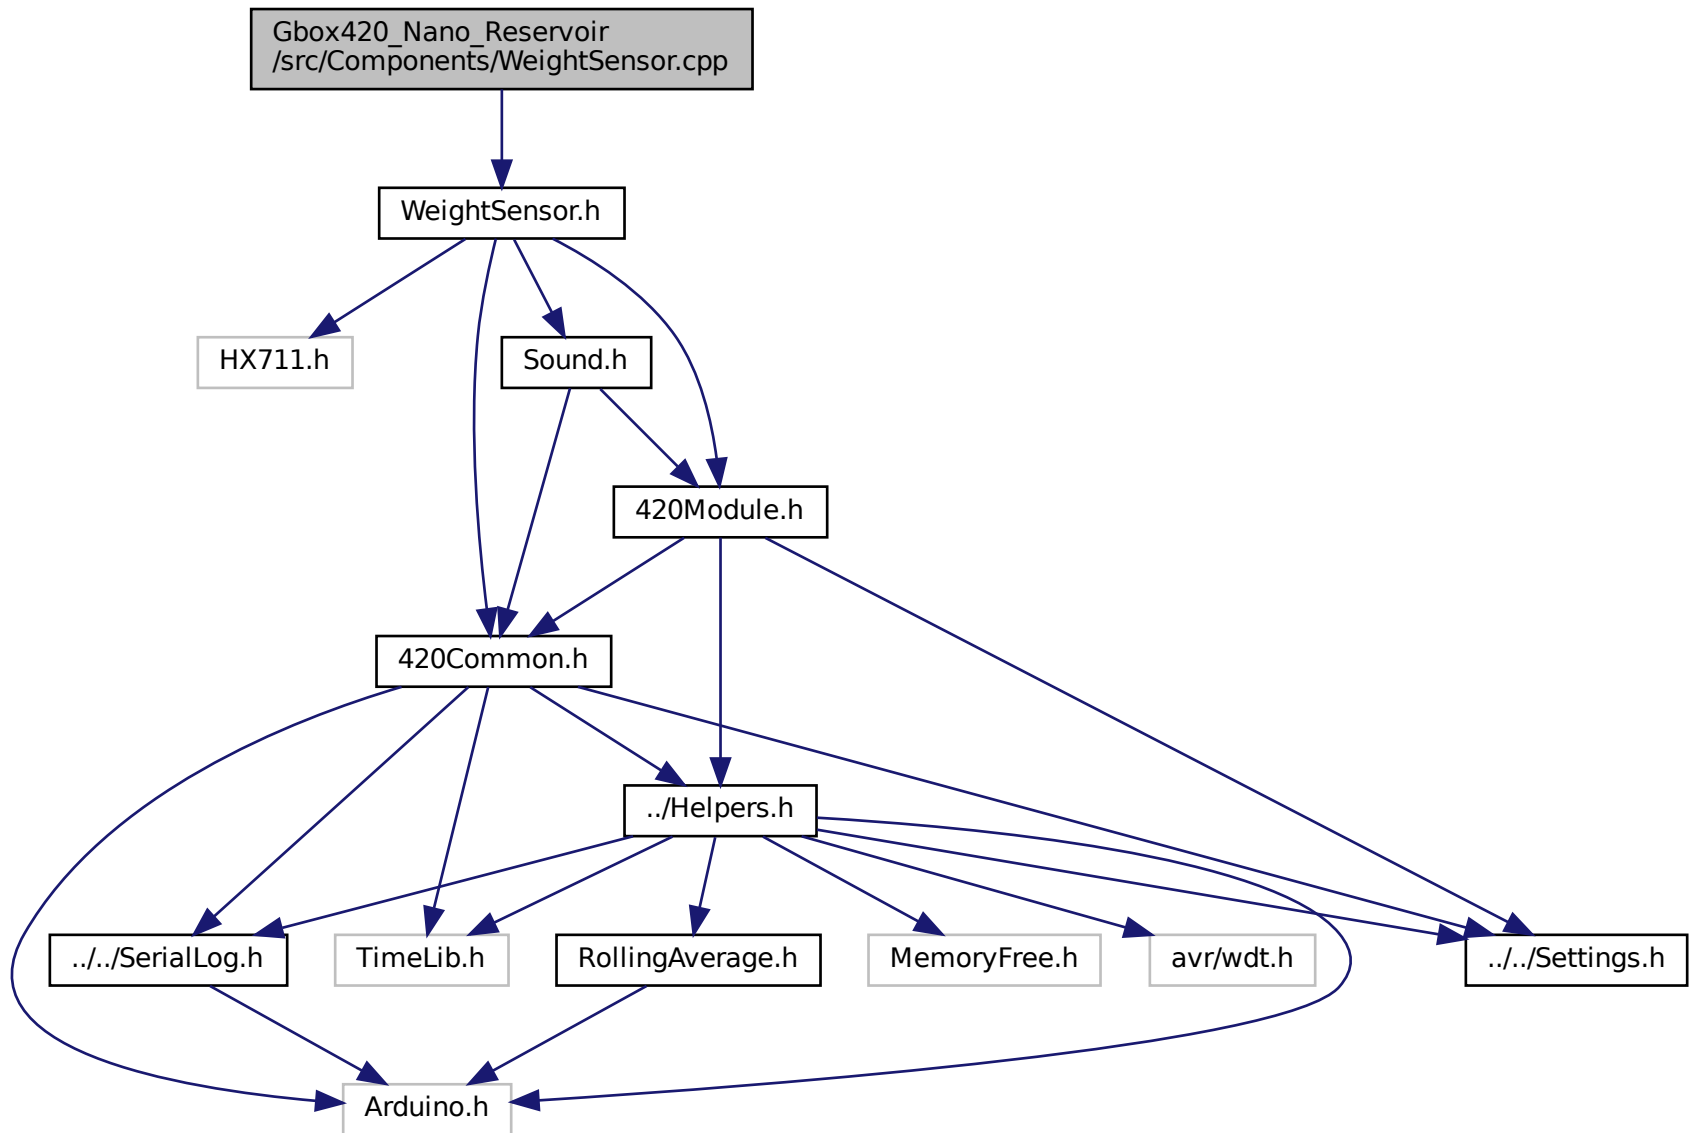 Gbox420_Nano_Reservoir
/src/Components/WeightSensor.cpp
WeightSensor.h
HX711.h
Sound.h
420Module.h
420Common.h
../Helpers.h
../../SerialLog.h
TimeLib.h
RollingAverage.h
MemoryFree.h
avr/wdt.h
../../Settings.h
Arduino.h